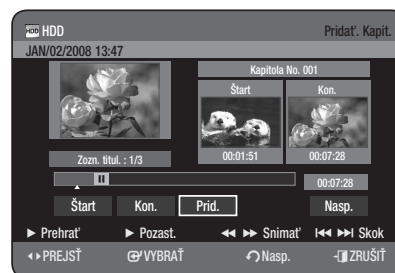 HDD HDD Pridať. Kapit.
JAN/02/2008 13:47
Kapitola No. 001
Štart Kon.
00:01:51 00:07:28
Zozn. titul. : 1/3
00:07:28
Štart Kon. Prid. Nasp.
► Prehrať ► Pozast. ◄◄ ►► Snímať |◄◄ ►►| Skok
◄► PREJSŤ VYBRAŤ Nasp. ZRUŠIŤ